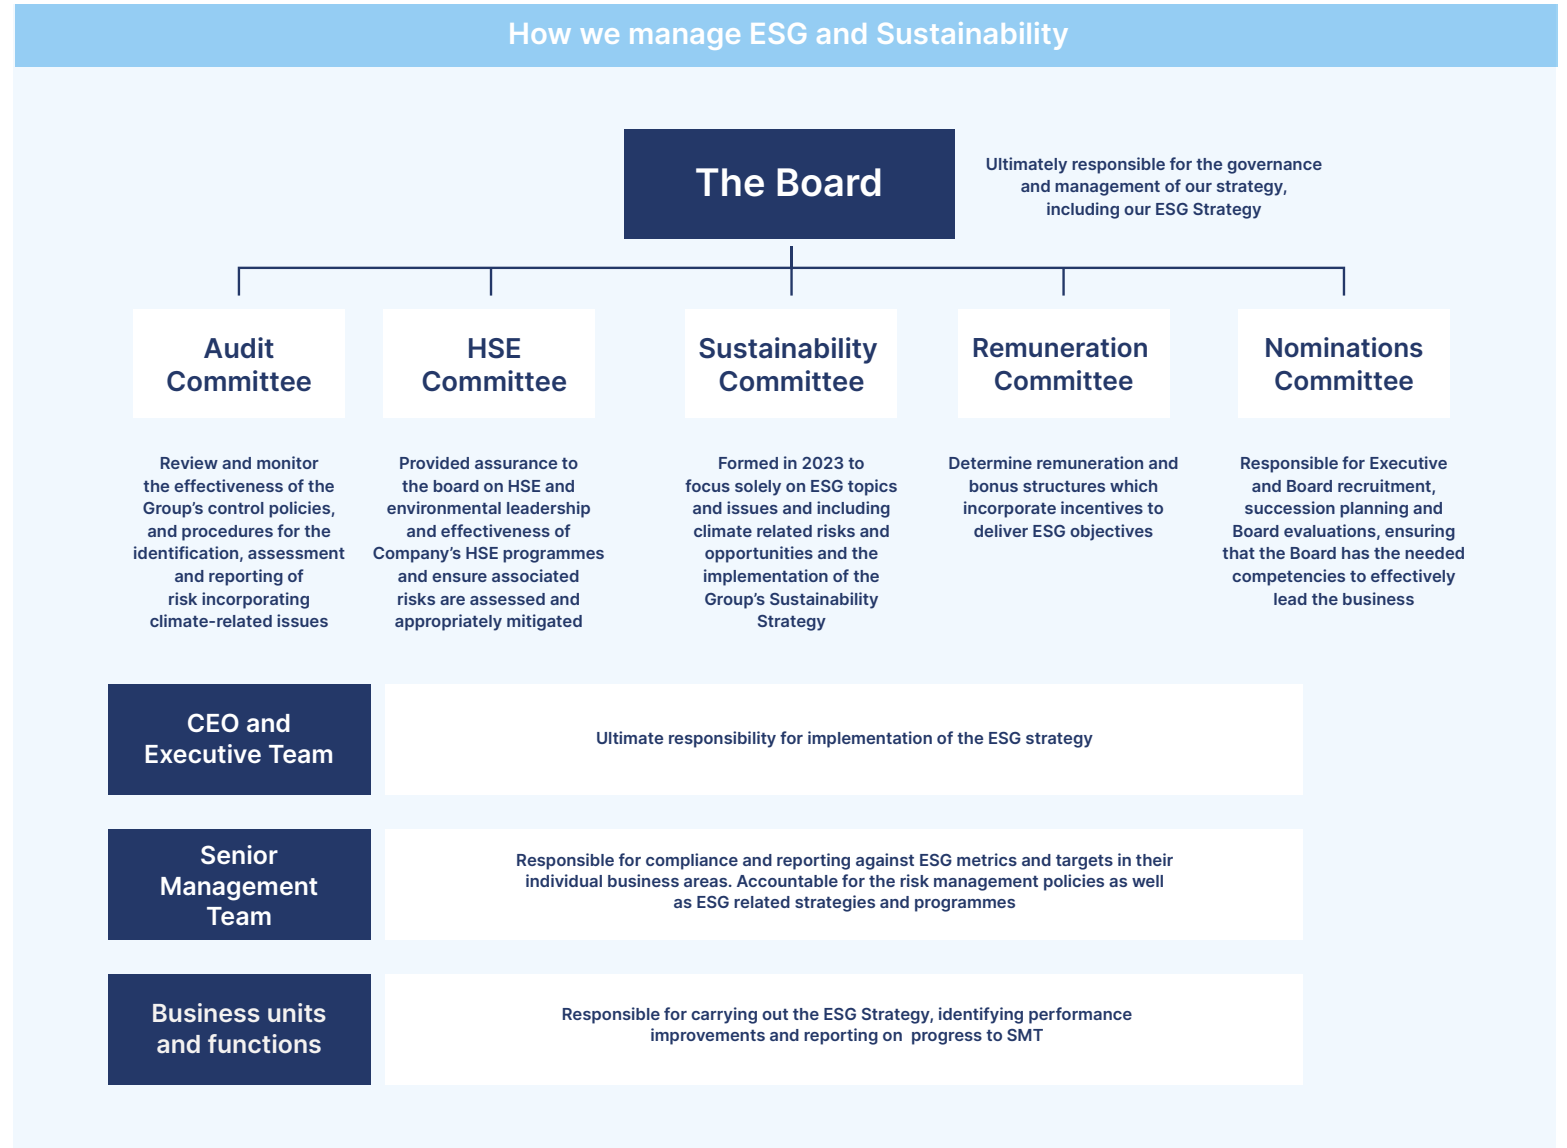 How we manage ESG and Sustainability
The Board
Ultimately responsible for the governance
and management of our strategy,
including our ESG Strategy
Audit
Committee
Review and monitor
the effectiveness of the
Group’s control policies,
and procedures for the
identification, assessment
and reporting of
risk incorporating
climate-related issues
HSE
Committee
Provided assurance to
the board on HSE and
environmental leadership
and effectiveness of
Company’s HSE programmes
and ensure associated
risks are assessed and
appropriately mitigated
Sustainability
Committee
Formed in 2023 to
focus solely on ESG topics
and issues and including
climate related risks and
opportunities and the
implementation of the
Group’s Sustainability
Strategy
Remuneration
Committee
Determine remuneration and
bonus structures which
incorporate incentives to
deliver ESG objectives
Nominations
Committee
Responsible for Executive
and Board recruitment,
succession planning and
Board evaluations, ensuring
that the Board has the needed
competencies to effectively
lead the business
CEO and
Executive Team
Ultimate responsibility for implementation of the ESG strategy
Senior
Management
Team
Responsible for compliance and reporting against ESG metrics and targets in their
individual business areas. Accountable for the risk management policies as well
as ESG related strategies and programmes
Business units
and functions
Responsible for carrying out the ESG Strategy, identifying performance
improvements and reporting on  progress to SMT